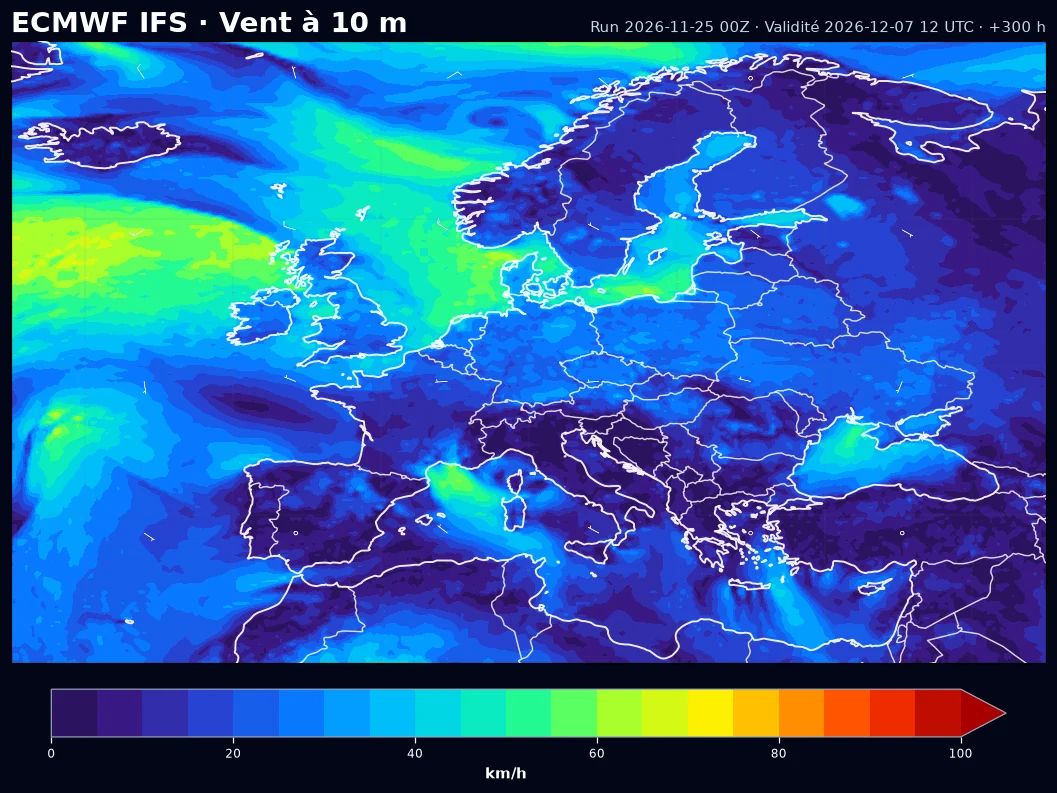 ECMWF IFS · Vent à 10 m
Run 2026-11-25 00Z · Validité 2026-12-07 12 UTC · +300 h
0 20 40 60 80 100
km/h